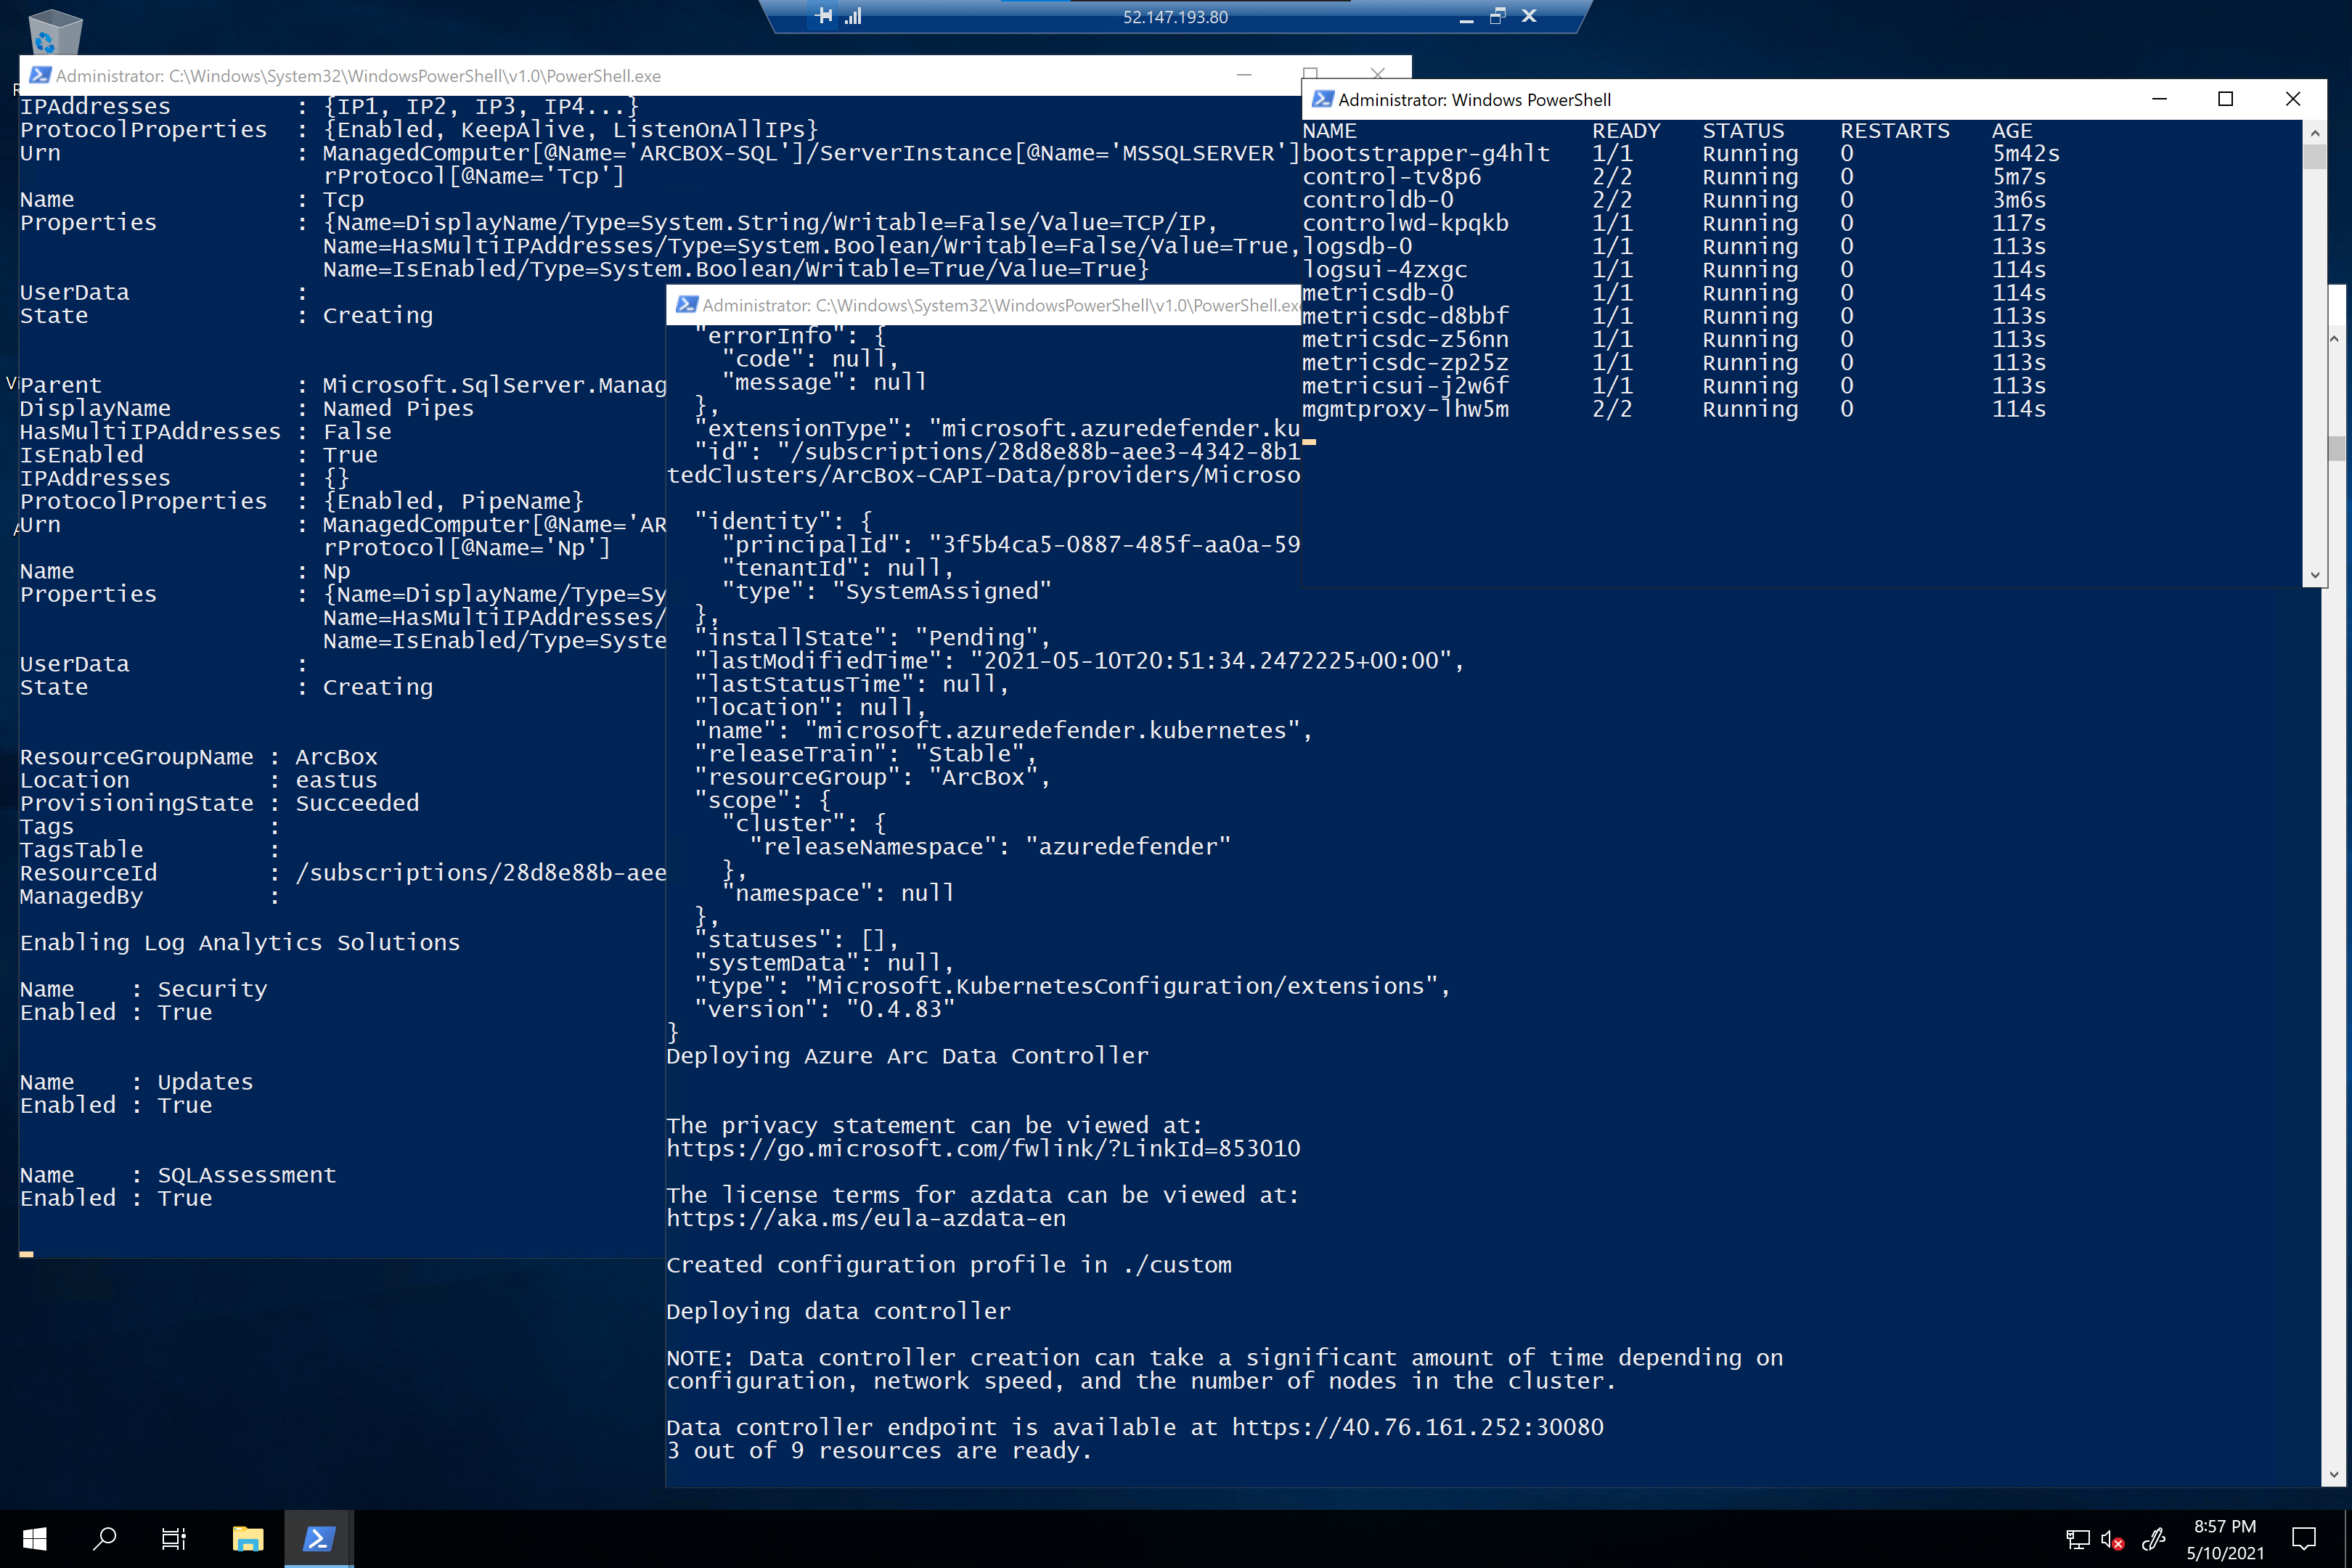 52.147.193.80
Administrator: C:\Windows\System32\WindowsPowerShell\v1.0\PowerShell.exe
IPAddresses : {IP1, IP2, IP3, IP4...}
ProtocolProperties : {Enabled, KeepAlive, ListenOnAllIPs}
Urn : ManagedComputer[@Name='ARCBOX-SQL']/ServerInstance[@Name='MSSQLSERVER']
rProtocol[@Name='Tcp']
Name : Tcp
Properties : {Name=DisplayName/Type=System.String/Writable=False/Value=TCP/IP,
Name=HasMultiIPAddresses/Type=System.Boolean/Writable=False/Value=True,
Name=IsEnabled/Type=System.Boolean/Writable=True/Value=True}
UserData :
State : Creating
Parent : Microsoft.SqlServer.Manag
DisplayName : Named Pipes
HasMultiIPAddresses : False
IsEnabled : True
IPAddresses : {}
ProtocolProperties : {Enabled, PipeName}
Urn : ManagedComputer[@Name='AR
rProtocol[@Name='Np']
Name : Np
Properties : {Name=DisplayName/Type=Sy
Name=HasMultiIPAddresses/
Name=IsEnabled/Type=Syste
UserData :
State : Creating
ResourceGroupName : ArcBox
Location : eastus
ProvisioningState : Succeeded
Tags :
TagsTable :
ResourceId : /subscriptions/28d8e88b-aee
ManagedBy :
Enabling Log Analytics Solutions
Name : Security
Enabled : True
Name : Updates
Enabled : True
Name : SQLAssessment
Enabled : True
Administrator: C:\Windows\System32\WindowsPowerShell\v1.0\PowerShell.exe
"errorInfo": {
"code": null,
"message": null
},
"extensionType": "microsoft.azuredefender.ku
"id": "/subscriptions/28d8e88b-aee3-4342-8b1
tedClusters/ArcBox-CAPI-Data/providers/Microso
"identity": {
"principalId": "3f5b4ca5-0887-485f-aa0a-59
"tenantId": null,
"type": "SystemAssigned"
},
"installState": "Pending",
"lastModifiedTime": "2021-05-10T20:51:34.2472225+00:00",
"lastStatusTime": null,
"location": null,
"name": "microsoft.azuredefender.kubernetes",
"releaseTrain": "Stable",
"resourceGroup": "ArcBox",
"scope": {
"cluster": {
"releaseNamespace": "azuredefender"
},
"namespace": null
},
"statuses": [],
"systemData": null,
"type": "Microsoft.KubernetesConfiguration/extensions",
"version": "0.4.83"
}
Deploying Azure Arc Data Controller
The privacy statement can be viewed at:
https://go.microsoft.com/fwlink/?LinkId=853010
The license terms for azdata can be viewed at:
https://aka.ms/eula-azdata-en
Created configuration profile in ./custom
Deploying data controller
NOTE: Data controller creation can take a significant amount of time depending on
configuration, network speed, and the number of nodes in the cluster.
Data controller endpoint is available at https://40.76.161.252:30080
3 out of 9 resources are ready.
Administrator: Windows PowerShell
NAME READY STATUS RESTARTS AGE
bootstrapper-g4hlt 1/1 Running 0 5m42s
control-tv8p6 2/2 Running 0 5m7s
controldb-0 2/2 Running 0 3m6s
controlwd-kpqkb 1/1 Running 0 117s
logsdb-0 1/1 Running 0 113s
logsui-4zxgc 1/1 Running 0 114s
metricsdb-0 1/1 Running 0 114s
metricsdc-d8bbf 1/1 Running 0 113s
metricsdc-z56nn 1/1 Running 0 113s
metricsdc-zp25z 1/1 Running 0 113s
metricsui-j2w6f 1/1 Running 0 113s
mgmtproxy-lhw5m 2/2 Running 0 114s
8:57 PM
5/10/2021